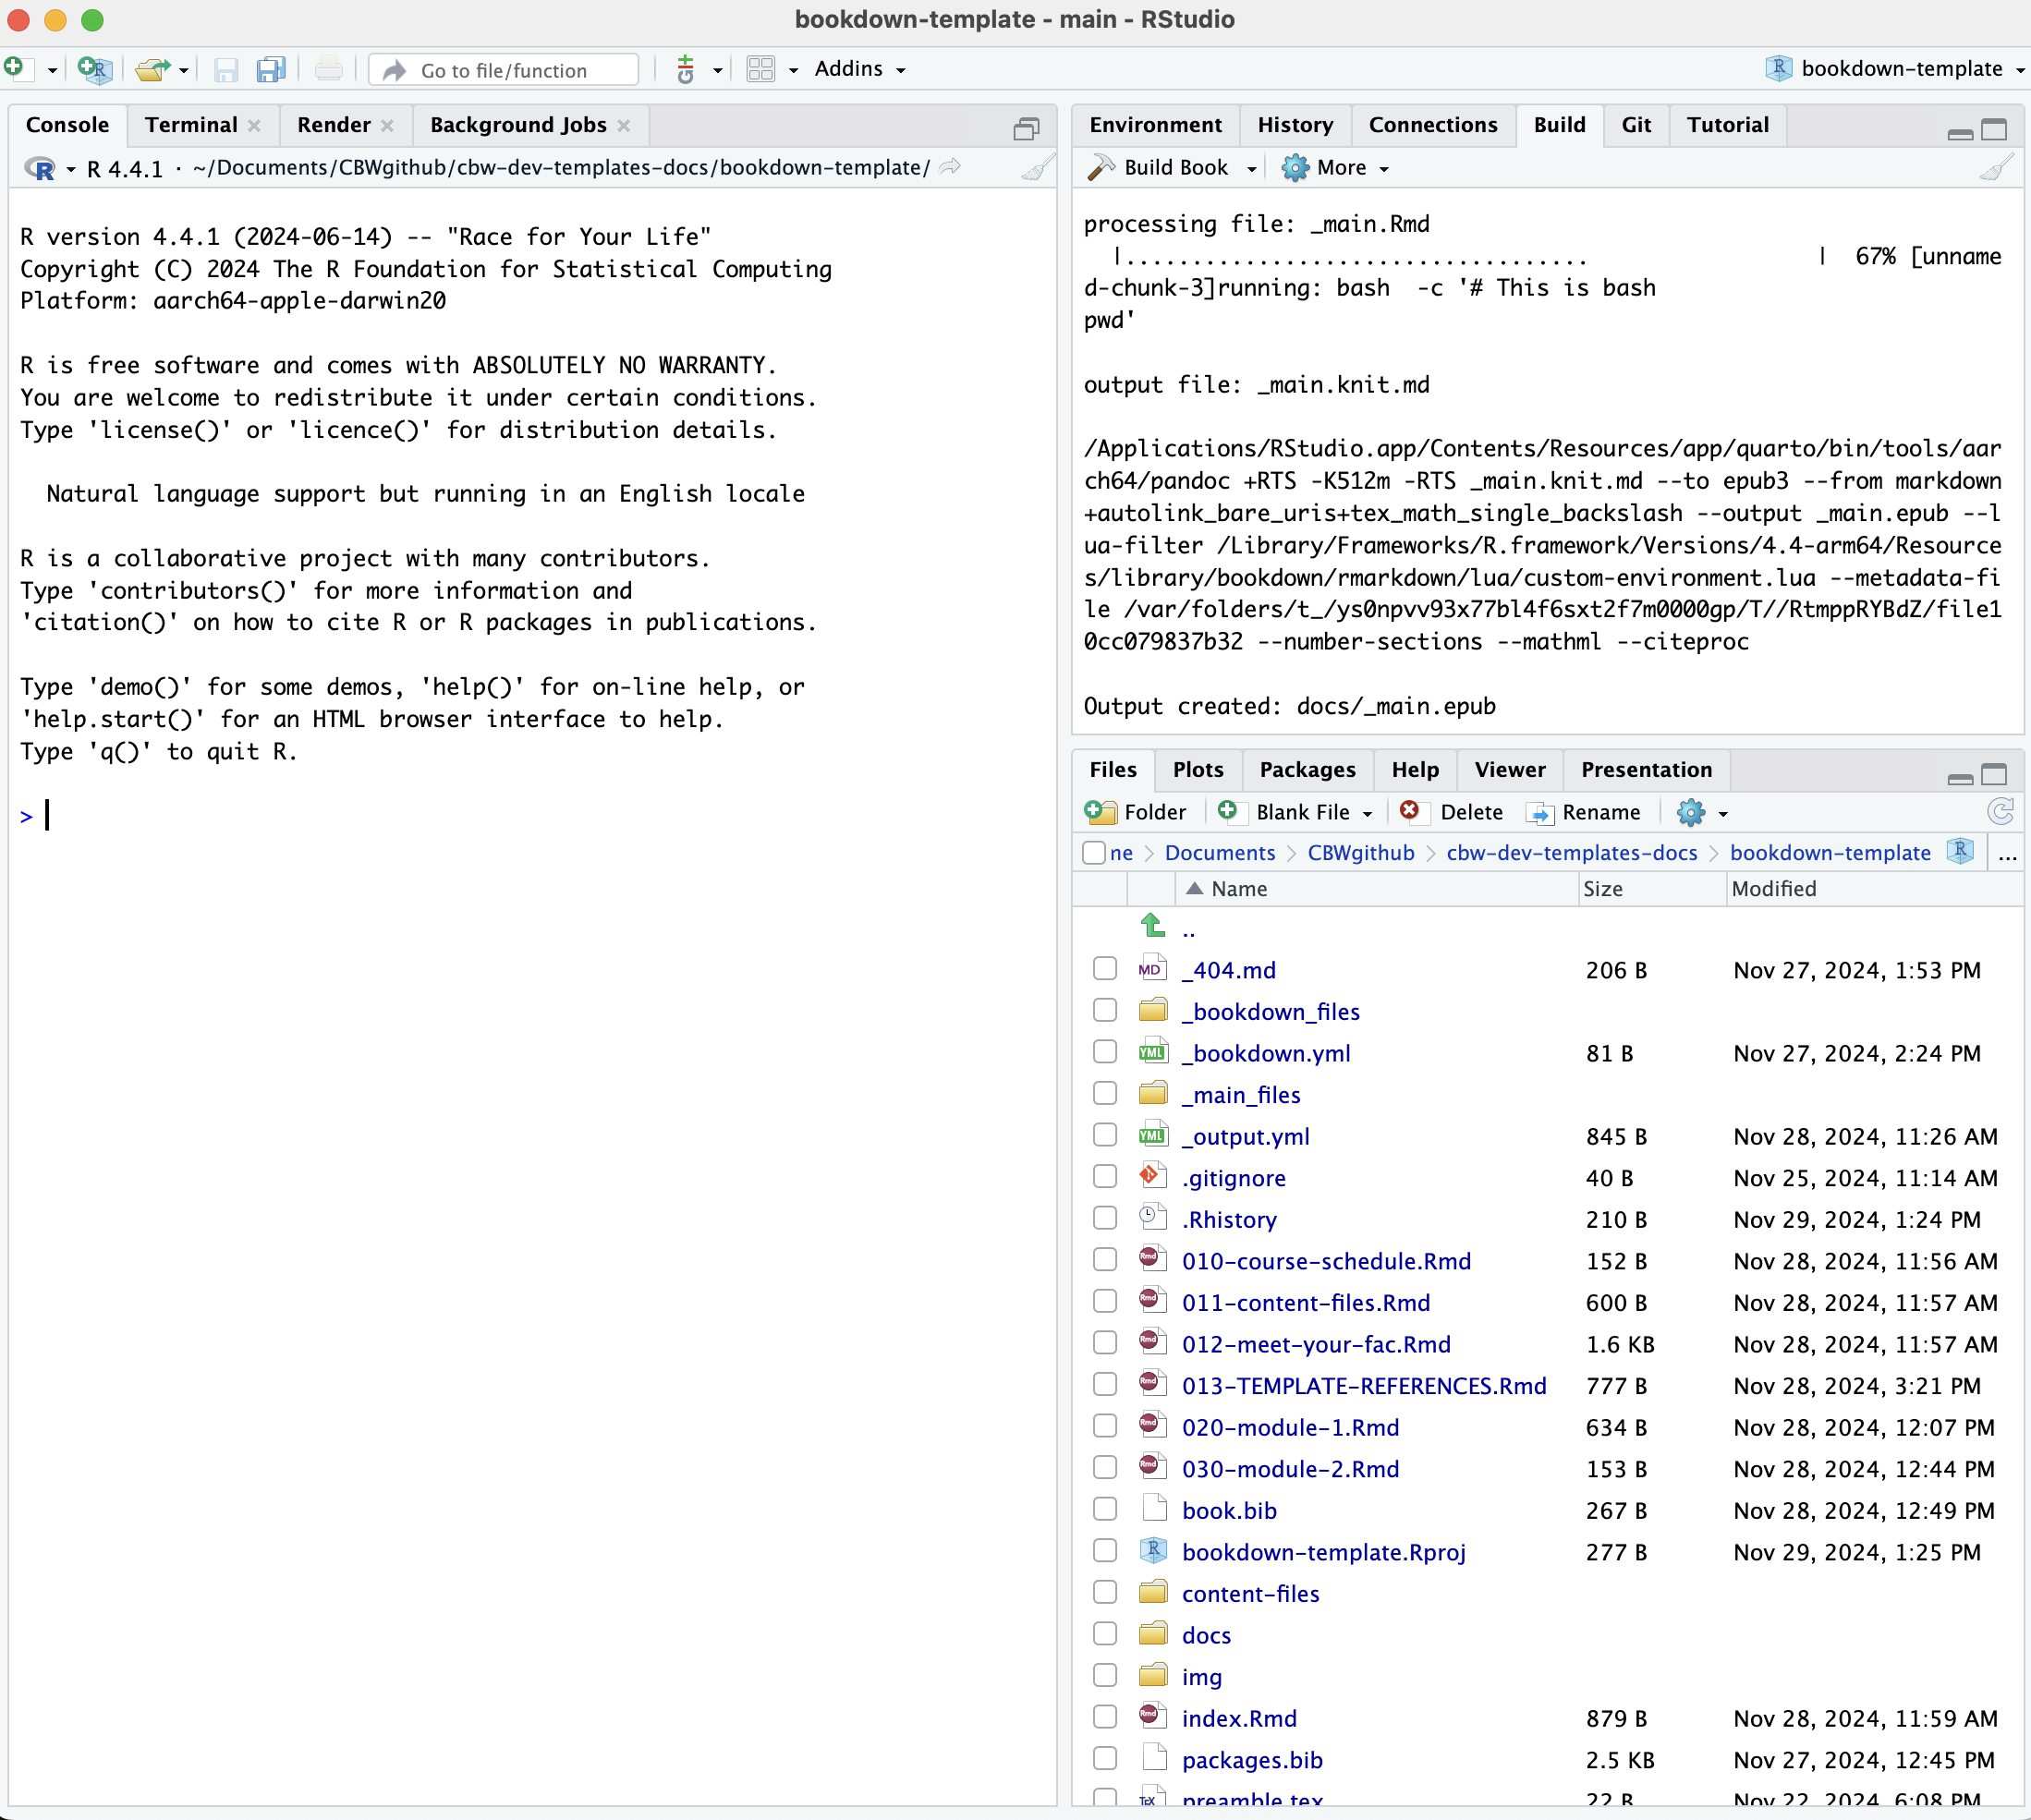 bookdown-template - main - RStudio
Go to file/function
Addins
bookdown-template
Console
Terminal
Render
Background Jobs
R 4.4.1 · ~/Documents/CBWgithub/cbw-dev-templates-docs/bookdown-template/
R version 4.4.1 (2024-06-14) -- "Race for Your Life"
Copyright (C) 2024 The R Foundation for Statistical Computing
Platform: aarch64-apple-darwin20
R is free software and comes with ABSOLUTELY NO WARRANTY.
You are welcome to redistribute it under certain conditions.
Type 'license()' or 'licence()' for distribution details.
Natural language support but running in an English locale
R is a collaborative project with many contributors.
Type 'contributors()' for more information and
'citation()' on how to cite R or R packages in publications.
Type 'demo()' for some demos, 'help()' for on-line help, or
'help.start()' for an HTML browser interface to help.
Type 'q()' to quit R.
>
Environment
History
Connections
Build
Git
Tutorial
Build Book
More
processing file: _main.Rmd
|................................... | 67% [unname
d-chunk-3]running: bash  -c '# This is bash
pwd'
output file: _main.knit.md
/Applications/RStudio.app/Contents/Resources/app/quarto/bin/tools/aar
ch64/pandoc +RTS -K512m -RTS _main.knit.md --to epub3 --from markdown
+autolink_bare_uris+tex_math_single_backslash --output _main.epub --l
ua-filter /Library/Frameworks/R.framework/Versions/4.4-arm64/Resource
s/library/bookdown/rmarkdown/lua/custom-environment.lua --metadata-fi
le /var/folders/t_/ys0npvv93x77bl4f6sxt2f7m0000gp/T//RtmppRYBdZ/file1
0cc079837b32 --number-sections --mathml --citeproc
Output created: docs/_main.epub
Files
Plots
Packages
Help
Viewer
Presentation
Folder
Blank File
Delete
Rename
ne > Documents > CBWgithub > cbw-dev-templates-docs > bookdown-template ...
Name Size Modified
..
_404.md 206 B Nov 27, 2024, 1:53 PM
_bookdown_files
_bookdown.yml 81 B Nov 27, 2024, 2:24 PM
_main_files
_output.yml 845 B Nov 28, 2024, 11:26 AM
.gitignore 40 B Nov 25, 2024, 11:14 AM
.Rhistory 210 B Nov 29, 2024, 1:24 PM
010-course-schedule.Rmd 152 B Nov 28, 2024, 11:56 AM
011-content-files.Rmd 600 B Nov 28, 2024, 11:57 AM
012-meet-your-fac.Rmd 1.6 KB Nov 28, 2024, 11:57 AM
013-TEMPLATE-REFERENCES.Rmd 777 B Nov 28, 2024, 3:21 PM
020-module-1.Rmd 634 B Nov 28, 2024, 12:07 PM
030-module-2.Rmd 153 B Nov 28, 2024, 12:44 PM
book.bib 267 B Nov 28, 2024, 12:49 PM
bookdown-template.Rproj 277 B Nov 29, 2024, 1:25 PM
content-files
docs
img
index.Rmd 879 B Nov 28, 2024, 11:59 AM
packages.bib 2.5 KB Nov 27, 2024, 12:45 PM
preamble.tex 22 B Nov 22, 2024, 6:08 PM